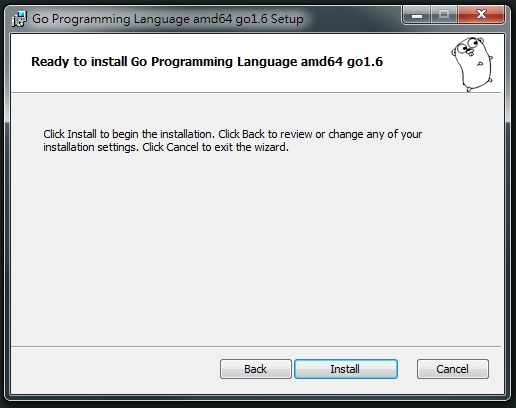 Go Programming Language amd64 go1.6 Setup
Ready to install Go Programming Language amd64 go1.6
Click Install to begin the installation. Click Back to review or change any of your
installation settings. Click Cancel to exit the wizard.
Back Install Cancel